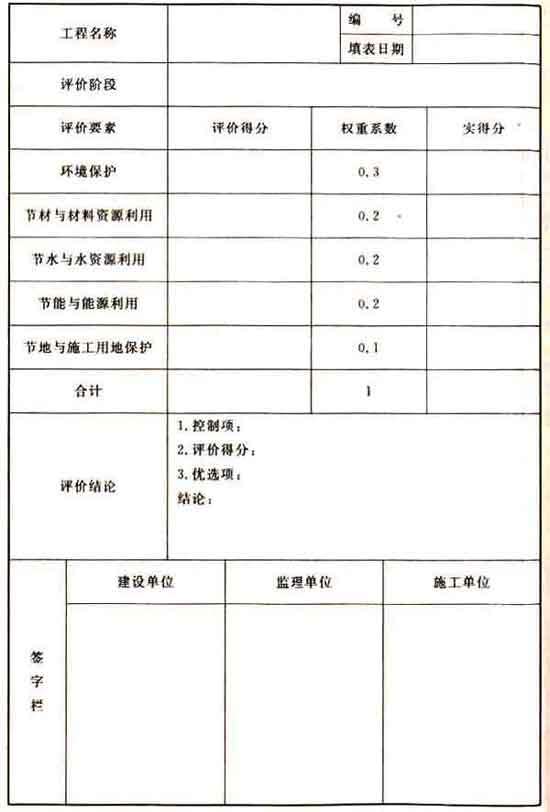 工程名称 编 号
填表日期
评价阶段
评价要素 评价得分 权重系数 实得分
环境保护 0.3
节材与材料资源利用 0.2
节水与水资源利用 0.2
节能与能源利用 0.2
节地与施工用地保护 0.1
合计 1
评价结论
1.控制项:
2.评价得分:
3.优选项:
结论:
签字栏
建设单位 监理单位 施工单位